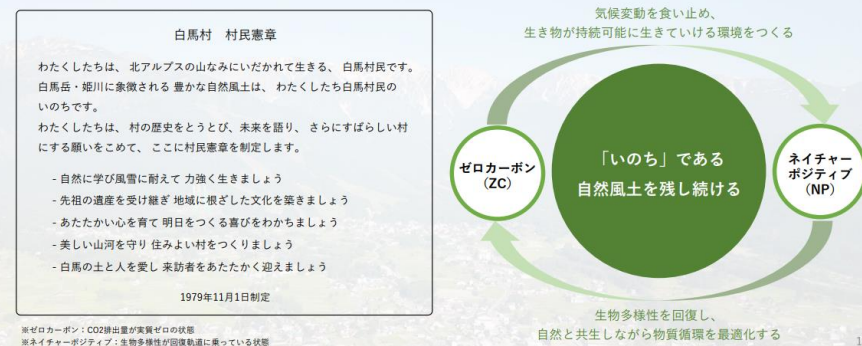 白馬村　村民憲章
わたくしたちは、 北アルプスの山なみにいだかれて生きる、 白馬村民です。
白馬岳・姫川に象徴される 豊かな自然風土は、 わたくしたち白馬村民の
いのちです。
わたくしたちは、 村の歴史をとうとび、未来を語り、 さらにすばらしい村
にする願いをこめて、 ここに村民憲章を制定します。
- 自然に学び風雪に耐えて 力強く生きましょう
- 先祖の遺産を受け継ぎ 地域に根ざした文化を築きましょう
- あたたかい心を育て 明日をつくる喜びをわかちましょう
- 美しい山河を守り 住みよい村をつくりましょう
- 白馬の土と人を愛し 来訪者をあたたかく迎えましょう
1979年11月1日制定
※ゼロカーボン：CO2排出量が実質ゼロの状態
※ネイチャーポジティブ：生物多様性が回復軌道に乗っている状態
気候変動を食い止め、
生き物が持続可能に生きていける環境をつくる
ゼロカーボン
（ZC）
「いのち」である
自然風土を残し続ける
ネイチャー
ポジティブ
（NP）
生物多様性を回復し、
自然と共生しながら物質循環を最適化する
1